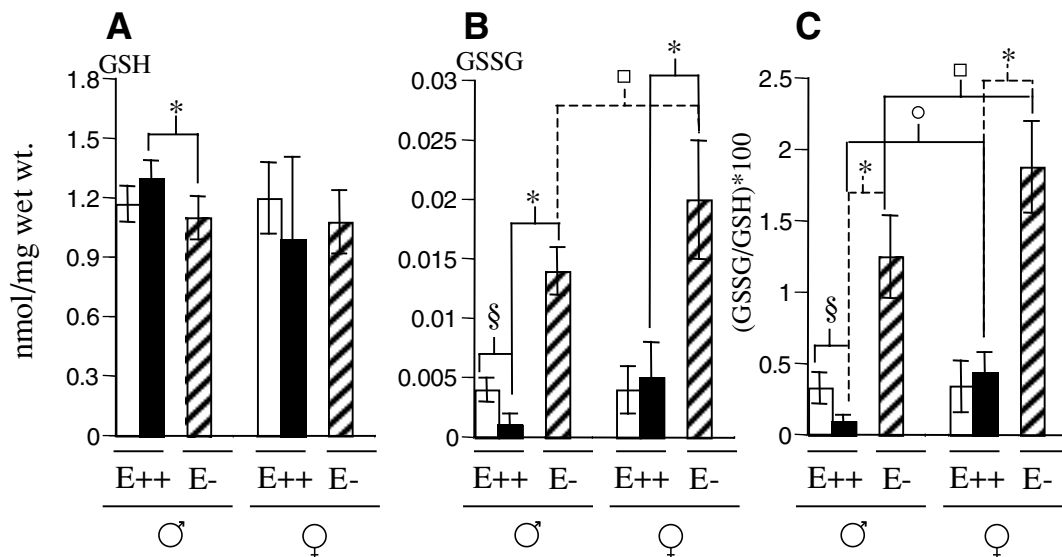 A
B
C
GSH
GSSG
nmol/mg wet wt.
1.8
1.5
1.2
0.9
0.6
0.3
0
*
E++ E-
E++ E-
♂ ♀
0.03
0.025
0.02
0.015
0.01
0.005
0
§
*
□
*
E++ E-
E++ E-
♂ ♀
(GSSG/GSH)*100
2.5
2
1.5
1
0.5
0
§
*
○
□
*
E++ E-
E++ E-
♂ ♀